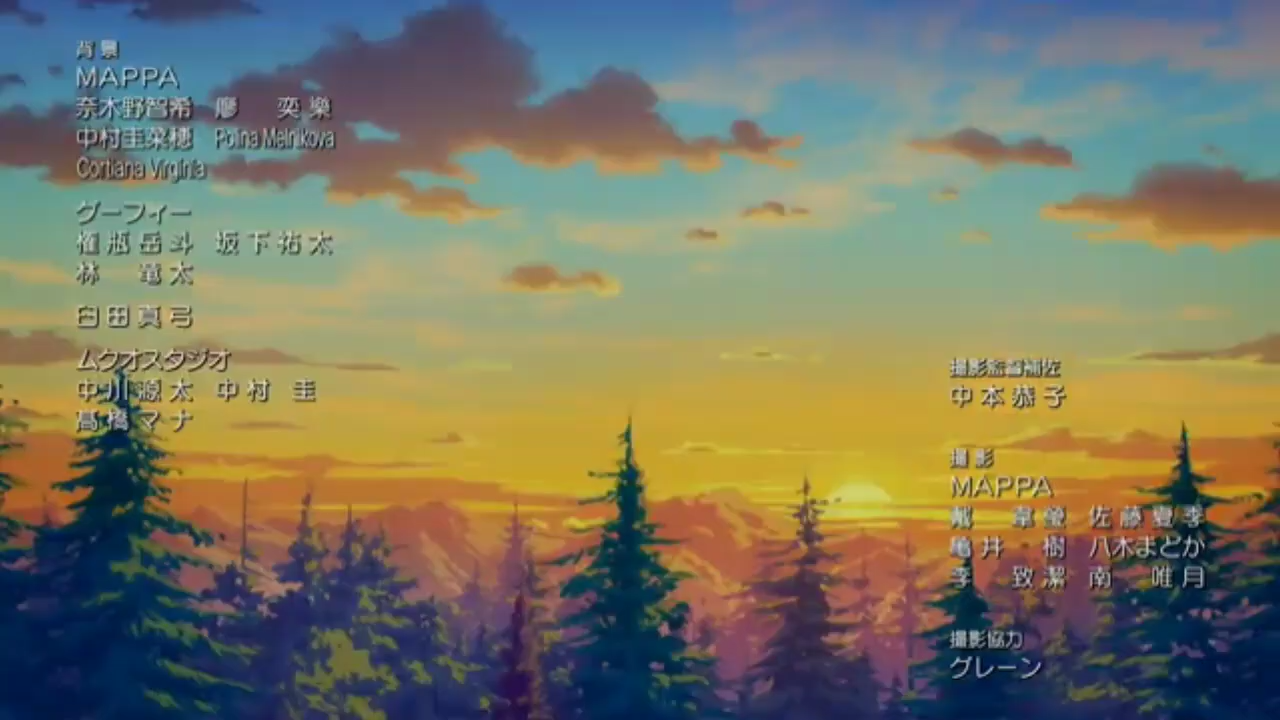 背景
MAPPA
奈木野智希 廖 奕樂
中村圭菜穂 Polina Melnikova
Cortiana Virginia
グーフィー
権瓶岳斗 坂下祐太
林 竜太
臼田真弓
ムクオスタジオ
中川源太 中村 圭
髙橋マナ
撮影監督補佐
中本恭子
撮影
MAPPA
戴 韋瑩 佐藤夏季
亀井 樹 八木まどか
李 致潔 南 唯月
撮影協力
グレーン